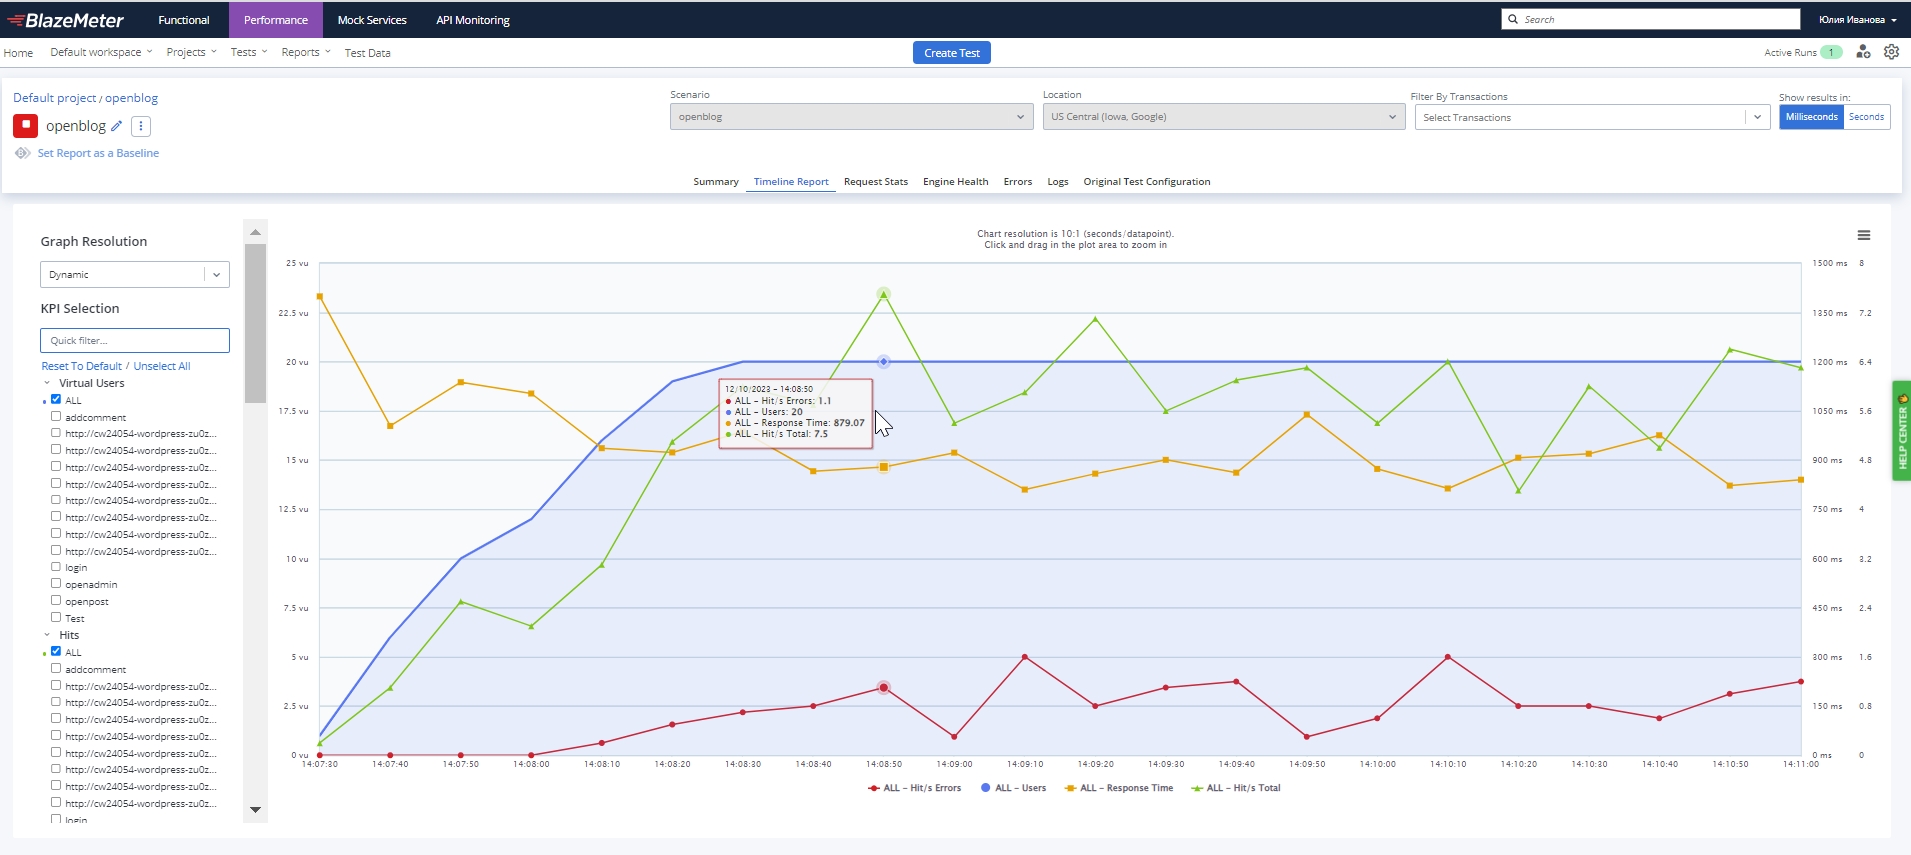 BlazeMeter
Functional
Performance
Mock Services
API Monitoring
Search
Юлия Иванова
Home
Default workspace
Projects
Tests
Reports
Test Data
Create Test
Active Runs 1
Default project / openblog
openblog
Set Report as a Baseline
Scenario
openblog
Location
US Central (Iowa, Google)
Filter By Transactions
Select Transactions
Show results in:
Milliseconds Seconds
Summary
Timeline Report
Request Stats
Engine Health
Errors
Logs
Original Test Configuration
Graph Resolution
Dynamic
KPI Selection
Quick filter...
Reset To Default / Unselect All
Virtual Users
ALL
addcomment
http://cw24054-wordpress-zu0z...
http://cw24054-wordpress-zu0z...
http://cw24054-wordpress-zu0z...
http://cw24054-wordpress-zu0z...
http://cw24054-wordpress-zu0z...
http://cw24054-wordpress-zu0z...
http://cw24054-wordpress-zu0z...
http://cw24054-wordpress-zu0z...
login
openadmin
openpost
Test
Hits
ALL
addcomment
http://cw24054-wordpress-zu0z...
http://cw24054-wordpress-zu0z...
http://cw24054-wordpress-zu0z...
http://cw24054-wordpress-zu0z...
http://cw24054-wordpress-zu0z...
http://cw24054-wordpress-zu0z...
http://cw24054-wordpress-zu0z...
http://cw24054-wordpress-zu0z...
login
Chart resolution is 10:1 (seconds/datapoint).
Click and drag in the plot area to zoom in
25 vu
22.5 vu
20 vu
17.5 vu
15 vu
12.5 vu
10 vu
7.5 vu
5 vu
2.5 vu
0 vu
12/10/2023 - 14:08:50
ALL - Hit/s Errors: 1.1
ALL - Users: 20
ALL - Response Time: 879.07
ALL - Hit/s Total: 7.5
1500 ms 8
1350 ms 7.2
1200 ms 6.4
1050 ms 5.6
900 ms 4.8
750 ms 4
600 ms 3.2
450 ms 2.4
300 ms 1.6
150 ms 0.8
0 ms 0
14:07:30 14:07:40 14:07:50 14:08:00 14:08:10 14:08:20 14:08:30 14:08:40 14:08:50 14:09:00 14:09:10 14:09:20 14:09:30 14:09:40 14:09:50 14:10:00 14:10:10 14:10:20 14:10:30 14:10:40 14:10:50 14:11:00
ALL - Hit/s Errors
ALL - Users
ALL - Response Time
ALL - Hit/s Total
HELP CENTER